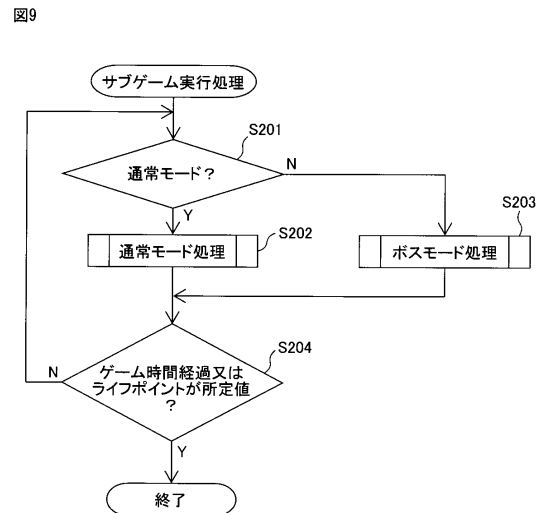 図9
サブゲーム実行処理
S201
通常モード？
N
Y
S202
通常モード処理
S203
ボスモード処理
S204
ゲーム時間経過又は
ライフポイントが所定値
？
N
Y
終了